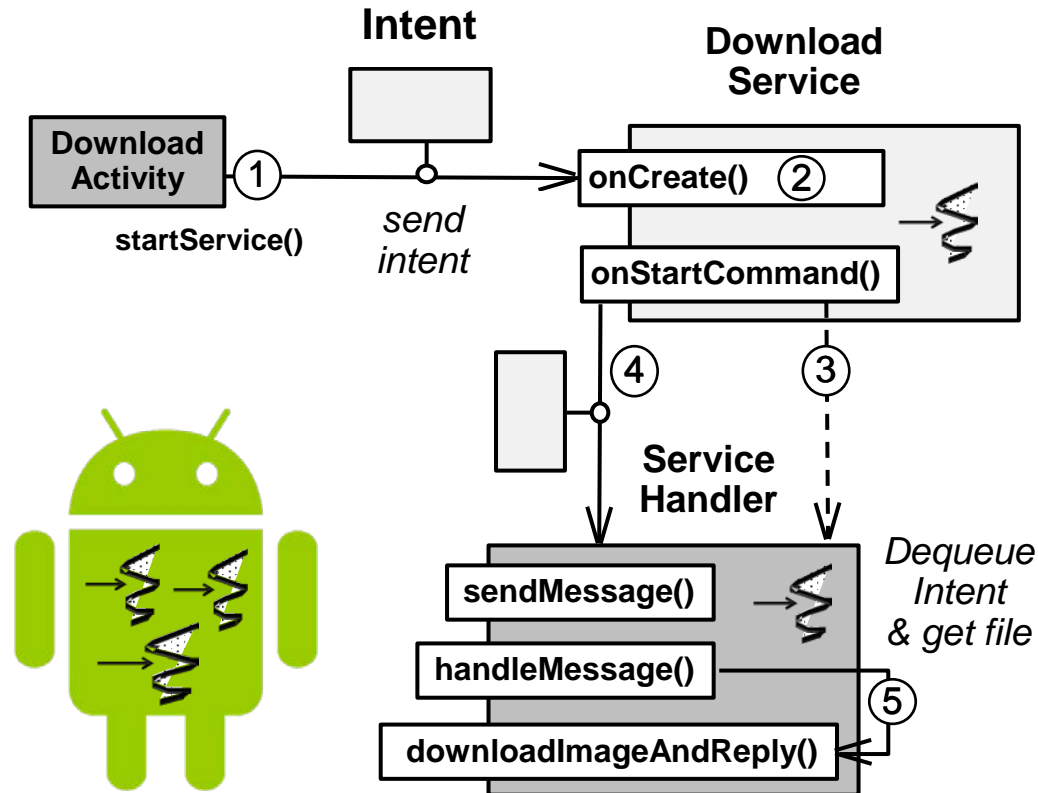 Intent
Download
Service
Download
Activity
1
startService()
send
intent
onCreate()
2
onStartCommand()
4
3
Service
Handler
sendMessage()
handleMessage()
downloadImageAndReply()
Dequeue
Intent
& get file
5